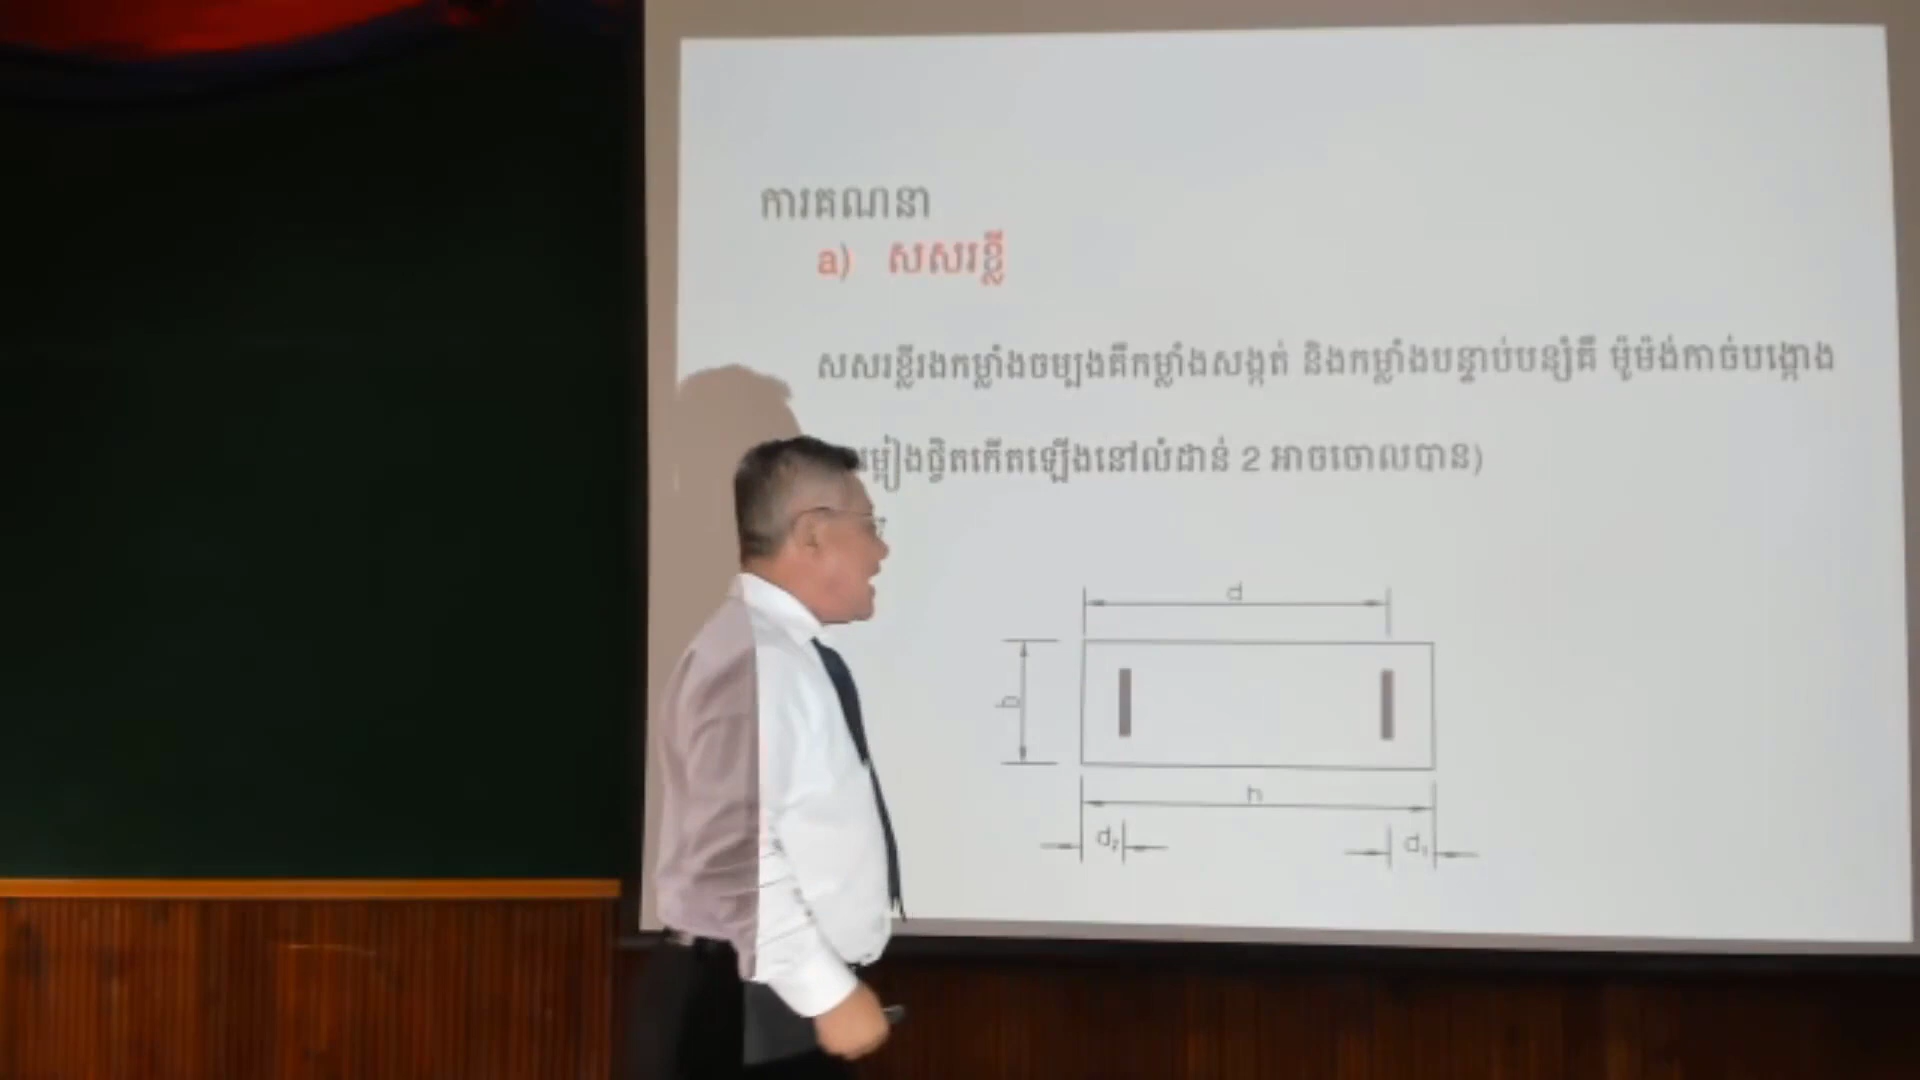 ការគណនា
a) សសរខ្លី
សសរខ្លីរងកម្លាំងចម្បងគឺកម្លាំងសង្កត់ និងកម្លាំងបន្ទាប់បន្សំគឺ ម៉ូម៉ង់កាច់បង្កោង
ផ្ចិតកើតឡើងនៅលំដាន់ 2 អាចចោលបាន)
d
b
h
d₂ d₁